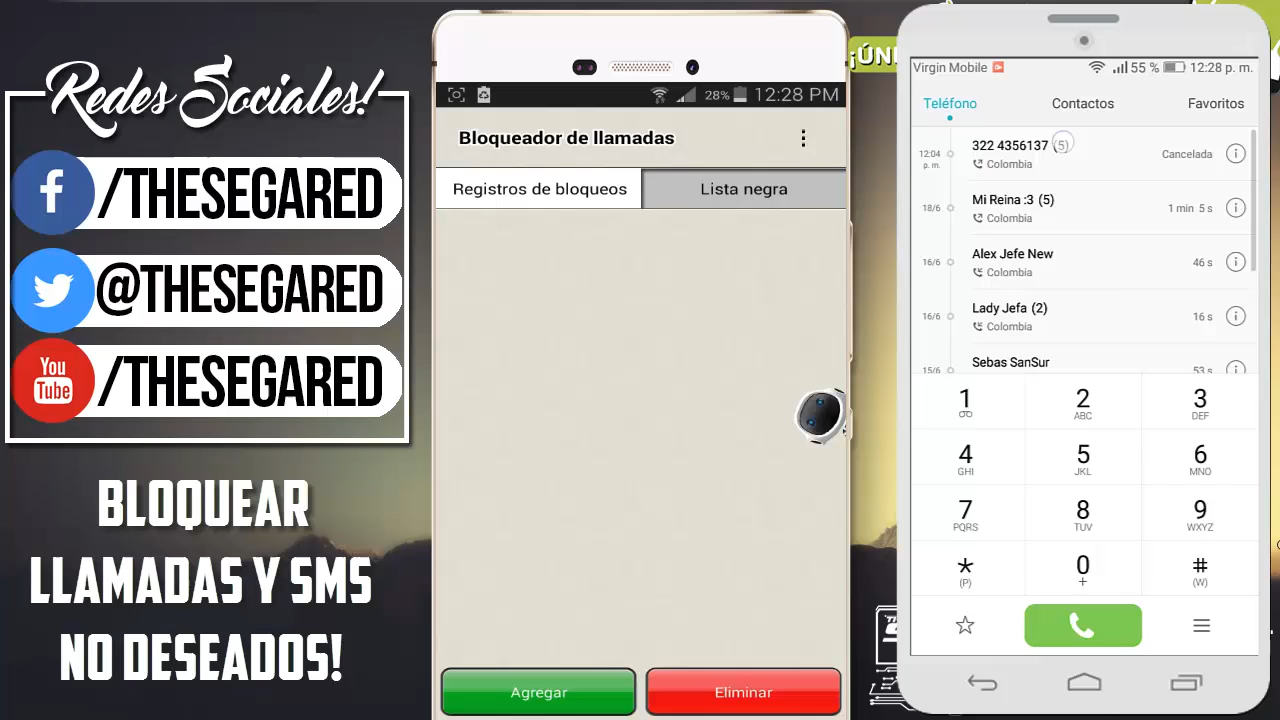 Redes Sociales!
f /THESEGARED
@THESEGARED
You Tube /THESEGARED
BLOQUEAR
LLAMADAS Y SMS
NO DESEADOS!
28% 12:28 PM
Bloqueador de llamadas
Registros de bloqueos
Lista negra
Agregar
Eliminar
¡ÚNI
Virgin Mobile 55 % 12:28 p. m.
Teléfono Contactos Favoritos
12:04 p. m. 322 4356137 (5) Cancelada
Colombia
18/6 Mi Reina :3 (5) 1 min 5 s
Colombia
16/6 Alex Jefe New 46 s
Colombia
16/6 Lady Jefa (2) 16 s
Colombia
15/6 Sebas SanSur 53 s
1 2 3
ABC DEF
4 5 6
GHI JKL MNO
7 8 9
PQRS TUV WXYZ
* 0 #
(P) + (W)